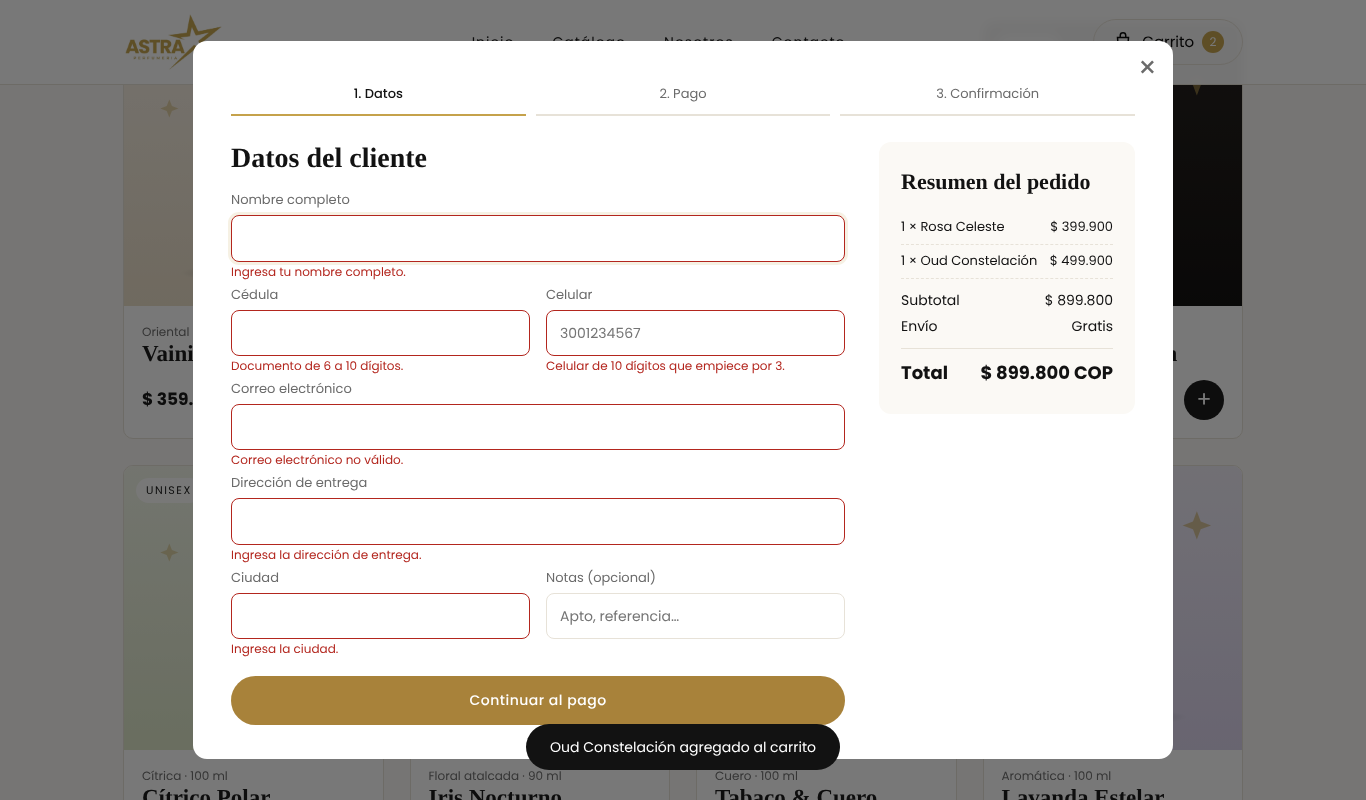 ASTRA
Inicio Catálogo Nosotros Contacto
Carrito 2
×
1. Datos
2. Pago
3. Confirmación
Datos del cliente
Nombre completo
Ingresa tu nombre completo.
Cédula
Celular
3001234567
Documento de 6 a 10 dígitos.
Celular de 10 dígitos que empiece por 3.
Correo electrónico
Correo electrónico no válido.
Dirección de entrega
Ingresa la dirección de entrega.
Ciudad
Notas (opcional)
Apto, referencia…
Ingresa la ciudad.
Continuar al pago
Resumen del pedido
1 × Rosa Celeste $ 399.900
1 × Oud Constelación $ 499.900
Subtotal $ 899.800
Envío Gratis
Total $ 899.800 COP
Oud Constelación agregado al carrito
Oriental
$ 359.
+
UNISEX
Cítrica · 100 ml
Cítrico Polar
Floral atalcada · 90 ml
Iris Nocturno
Cuero · 100 ml
Tabaco & Cuero
Aromática · 100 ml
Lavanda Estelar